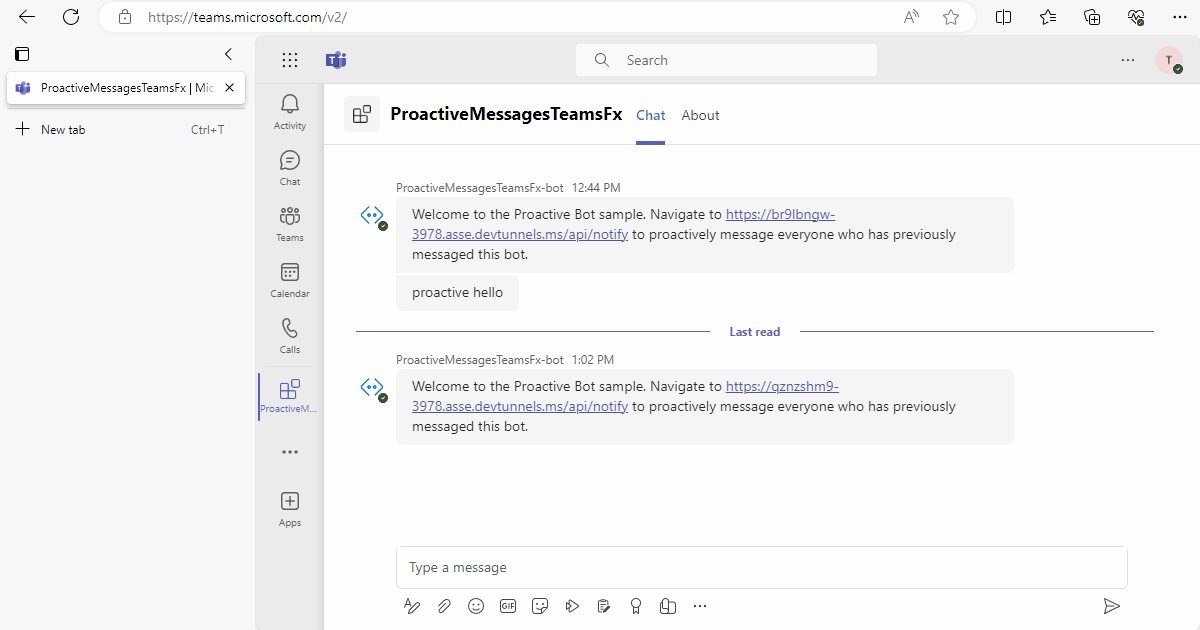 https://teams.microsoft.com/v2/
ProactiveMessagesTeamsFx | Mic
New tab Ctrl+T
Search
T
Activity
Chat
Teams
Calendar
Calls
ProactiveM...
Apps
ProactiveMessagesTeamsFx Chat About
ProactiveMessagesTeamsFx-bot 12:44 PM
Welcome to the Proactive Bot sample. Navigate to https://br9lbngw-
3978.asse.devtunnels.ms/api/notify to proactively message everyone who has previously
messaged this bot.
proactive hello
Last read
ProactiveMessagesTeamsFx-bot 1:02 PM
Welcome to the Proactive Bot sample. Navigate to https://qznzshm9-
3978.asse.devtunnels.ms/api/notify to proactively message everyone who has previously
messaged this bot.
Type a message
GIF